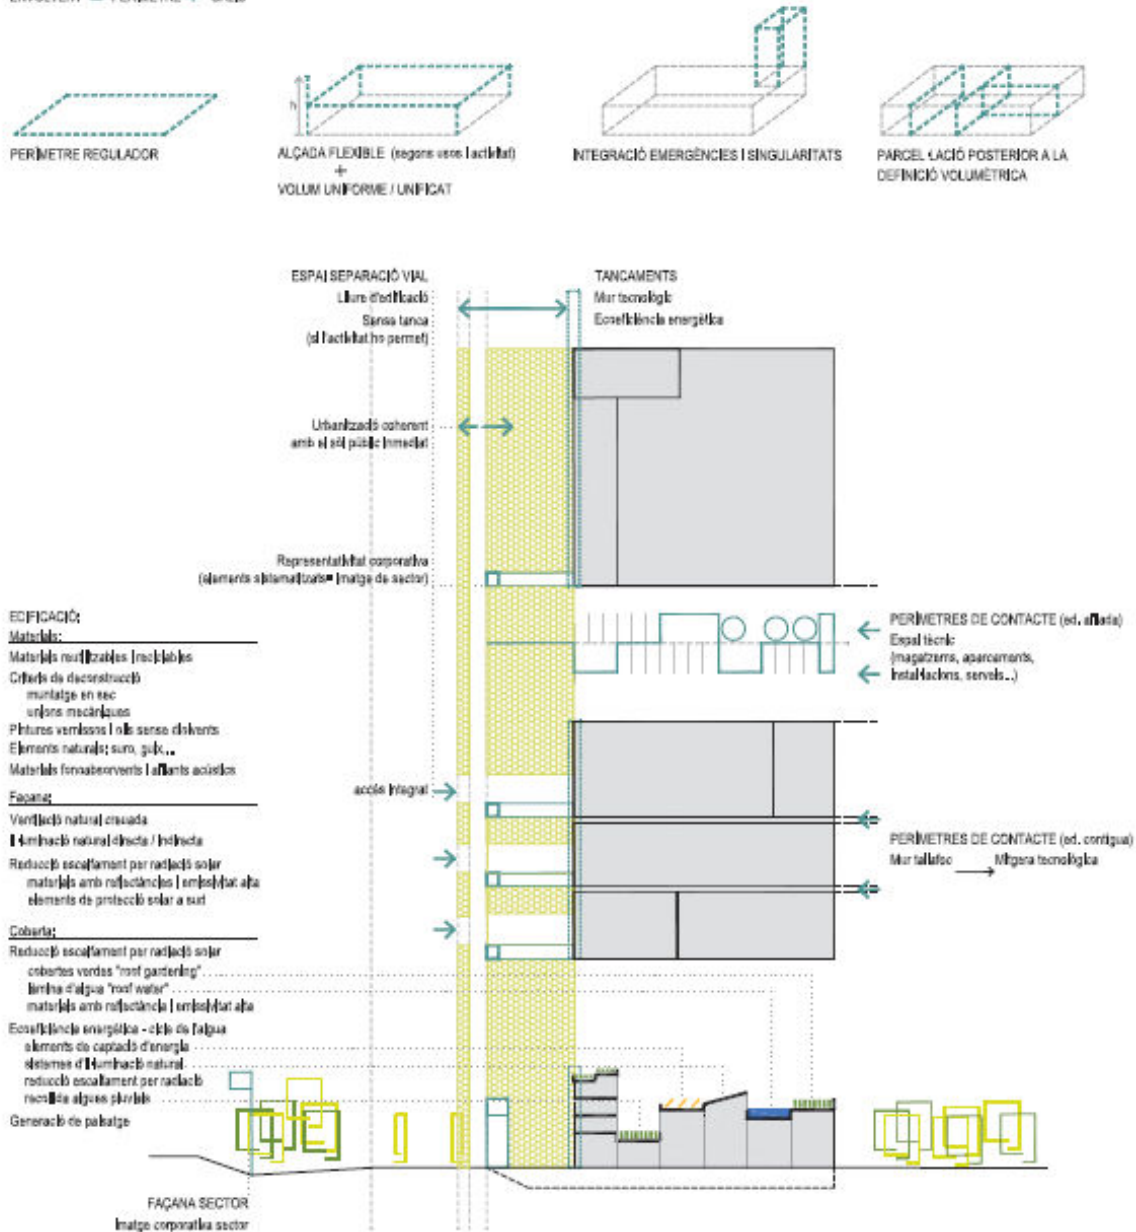 PERÍMETRE REGULADOR
ALÇADA FLEXIBLE (segons usos i activitat)
+
VOLUM UNIFORME / UNIFICAT
INTEGRACIÓ EMERGÈNCIES I SINGULARITATS
PARCEL·LACIÓ POSTERIOR A LA
DEFINICIÓ VOLUMÈTRICA
h
ESPAI SEPARACIÓ VIAL
Lliure d'edificació
Sense tanca
(si l'activitat ho permet)
TANCAMENTS
Mur tecnològic
Ecoeficiència energètica
Urbanització coherent
amb el sòl públic inmediat
Representativitat corporativa
(elements sistematitzats= imatge de sector)
EDIFICACIÓ:
Materials:
Materials reutilitzables i reciclables
Criteris de deconstrucció
muntatge en sec
unions mecàniques
Pintures vernissos i olis sense disolvents
Elements naturals: suro, guix...
Materials fonoabsorvents i aïllants acústics
Façana:
Ventilació natural creuada
Il·luminació natural directa / indirecta
Reducció escalfament per radiació solar
materials amb reflectàncies i emissivitat alta
elements de protecció solar a sud
Coberta:
Reducció escalfament per radiació solar
cobertes verdes "roof gardening"
làmina d'aigua "roof water"
materials amb reflectància i emissivitat alta
Ecoeficiència energètica - cicle de l'aigua
elements de captació d'energia
sistemes d'il·luminació natural
reducció escalfament per radiació
recollida aigues pluvials
Generació de paisatge
accés integrat
PERÍMETRES DE CONTACTE (ed. aïllada)
Espai tècnic
(magatzems, aparcaments,
instal·lacions, serveis...)
PERÍMETRES DE CONTACTE (ed. contigua)
Mur tallafoc → Mitgera tecnològica
FAÇANA SECTOR
Imatge corporativa sector